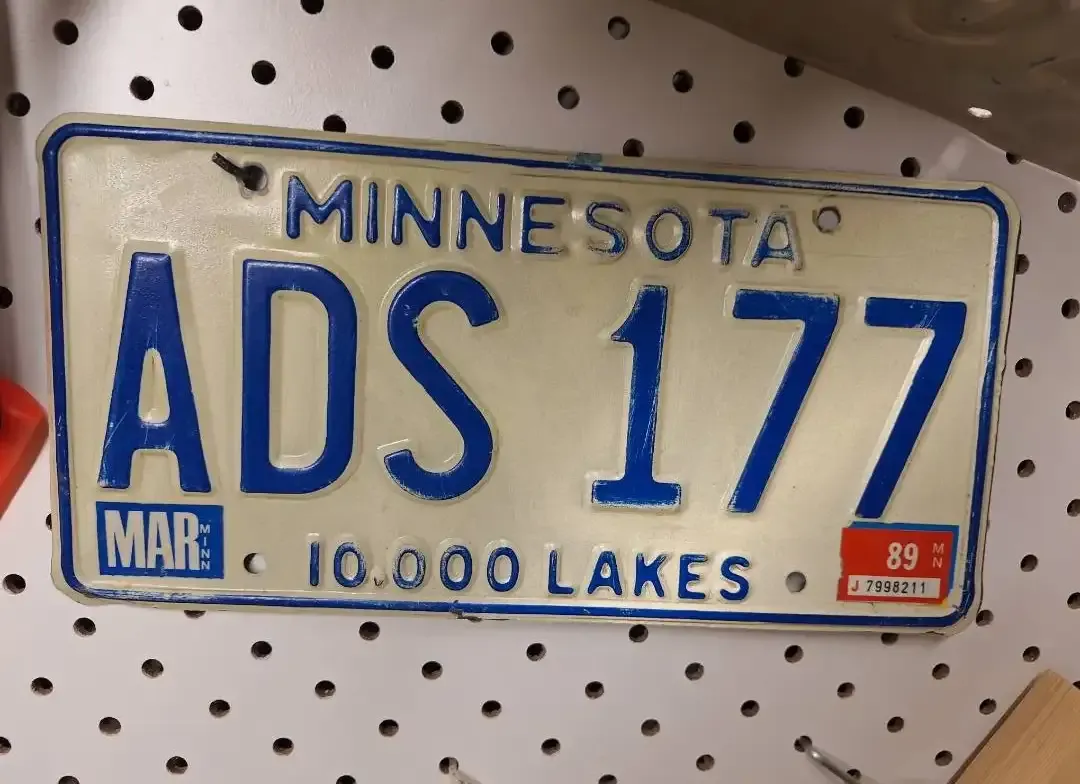 MINNESOTA
ADS 177
MAR MINN
10,000 LAKES
89 MN
J 7998211